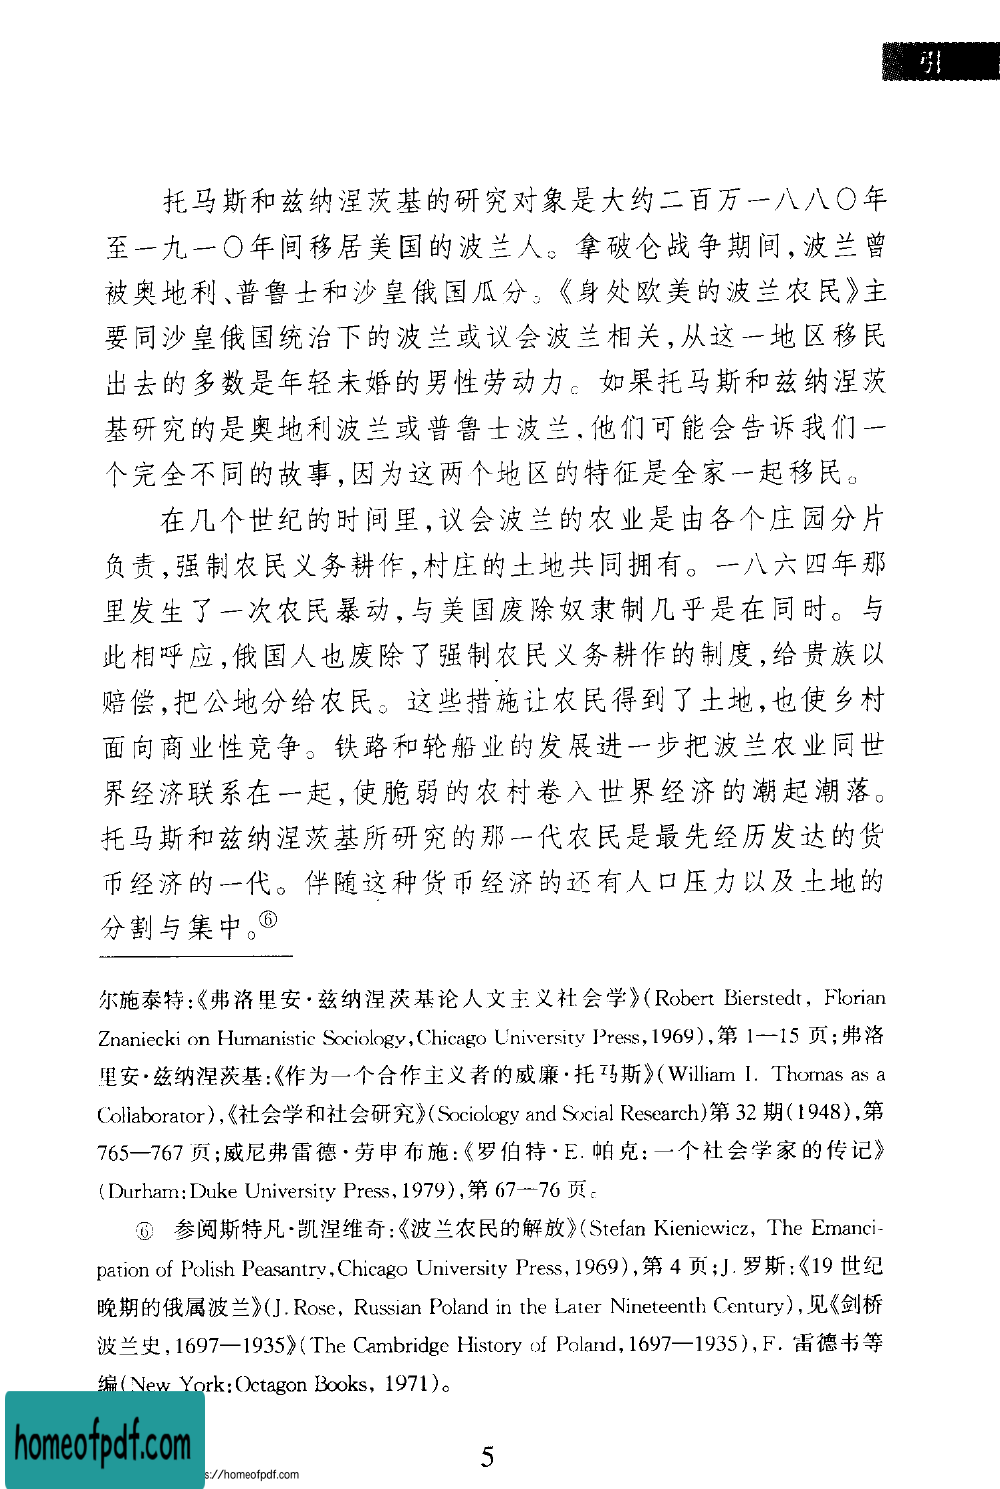 引
托马斯和兹纳涅茨基的研究对象是大约二百万一八八〇年
至一九一〇年间移居美国的波兰人。拿破仑战争期间,波兰曾
被奥地利、普鲁士和沙皇俄国瓜分。《身处欧美的波兰农民》主
要同沙皇俄国统治下的波兰或议会波兰相关,从这一地区移民
出去的多数是年轻未婚的男性劳动力。如果托马斯和兹纳涅茨
基研究的是奥地利波兰或普鲁士波兰,他们可能会告诉我们一
个完全不同的故事,因为这两个地区的特征是全家一起移民。
在几个世纪的时间里,议会波兰的农业是由各个庄园分片
负责,强制农民义务耕作,村庄的土地共同拥有。一八六四年那
里发生了一次农民暴动,与美国废除奴隶制几乎是在同时。与
此相呼应,俄国人也废除了强制农民义务耕作的制度,给贵族以
赔偿,把公地分给农民。这些措施让农民得到了土地,也使乡村
面向商业性竞争。铁路和轮船业的发展进一步把波兰农业同世
界经济联系在一起,使脆弱的农村卷入世界经济的潮起潮落。
托马斯和兹纳涅茨基所研究的那一代农民是最先经历发达的货
币经济的一代。伴随这种货币经济的还有人口压力以及土地的
分割与集中。⑥
尔施泰特:《弗洛里安·兹纳涅茨基论人文主义社会学》(Robert Bierstedt, Florian
Znaniecki on Humanistic Sociology,Chicago University Press,1969),第 1—15 页;弗洛
里安·兹纳涅茨基:《作为一个合作主义者的威廉·托马斯》(William I. Thomas as a
Collaborator),《社会学和社会研究》(Sociology and Social Research)第 32 期(1948),第
765—767 页;威尼弗雷德·劳申布施:《罗伯特·E. 帕克:一个社会学家的传记》
(Durham:Duke University Press,1979),第 67—76 页。
⑥ 参阅斯特凡·凯涅维奇:《波兰农民的解放》(Stefan Kieniewicz, The Emanci-
pation of Polish Peasantry,Chicago University Press,1969),第 4 页;J. 罗斯:《19 世纪
晚期的俄属波兰》(J. Rose, Russian Poland in the Later Nineteenth Century),见《剑桥
波兰史,1697—1935》(The Cambridge History of Poland,1697—1935),F. 雷德韦等
编(New York:Octagon Books, 1971)。
homeofpdf.com
s://homeofpdf.com
5